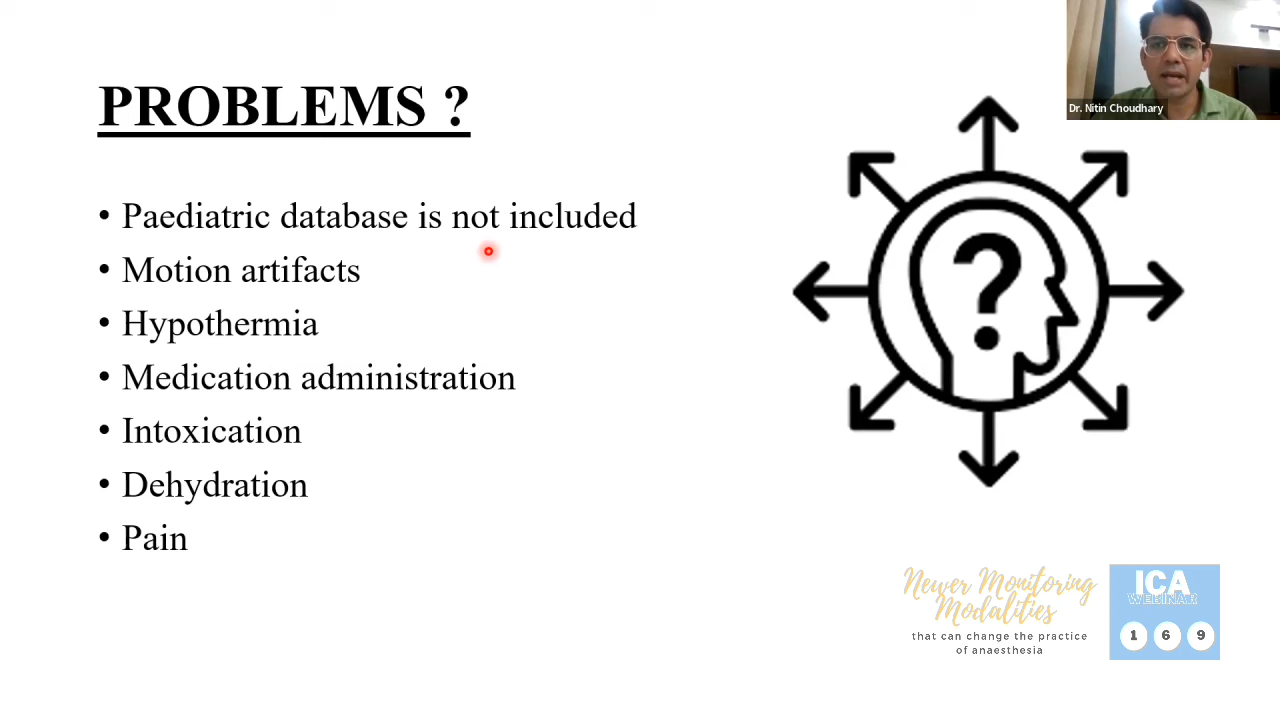 Dr. Nitin Choudhary
PROBLEMS ?
• Paediatric database is not included
• Motion artifacts
• Hypothermia
• Medication administration
• Intoxication
• Dehydration
• Pain
?
Newer Monitoring
Modalities
that can change the practice
of anaesthesia
ICA
WEBINAR
1 6 9